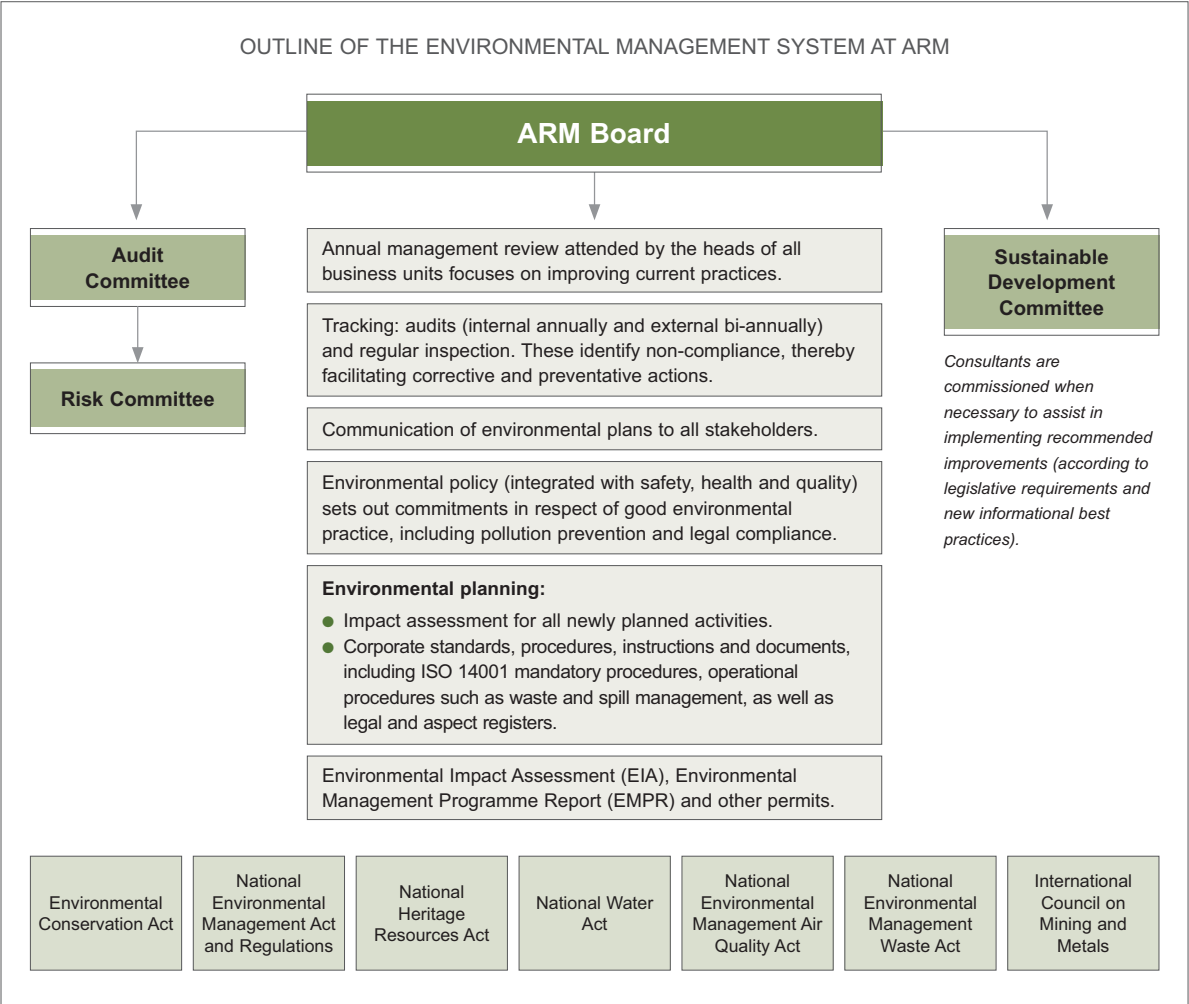 OUTLINE OF THE ENVIRONMENTAL MANAGEMENT SYSTEM AT ARM
ARM Board
Audit
Committee
Risk Committee
Annual management review attended by the heads of all
business units focuses on improving current practices.
Tracking: audits (internal annually and external bi-annually)
and regular inspection. These identify non-compliance, thereby
facilitating corrective and preventative actions.
Communication of environmental plans to all stakeholders.
Environmental policy (integrated with safety, health and quality)
sets out commitments in respect of good environmental
practice, including pollution prevention and legal compliance.
Environmental planning:
● Impact assessment for all newly planned activities.
● Corporate standards, procedures, instructions and documents,
including ISO 14001 mandatory procedures, operational
procedures such as waste and spill management, as well as
legal and aspect registers.
Environmental Impact Assessment (EIA), Environmental
Management Programme Report (EMPR) and other permits.
Sustainable
Development
Committee
Consultants are
commissioned when
necessary to assist in
implementing recommended
improvements (according to
legislative requirements and
new informational best
practices).
Environmental
Conservation Act
National
Environmental
Management Act
and Regulations
National
Heritage
Resources Act
National Water
Act
National
Environmental
Management Air
Quality Act
National
Environmental
Management
Waste Act
International
Council on
Mining and
Metals